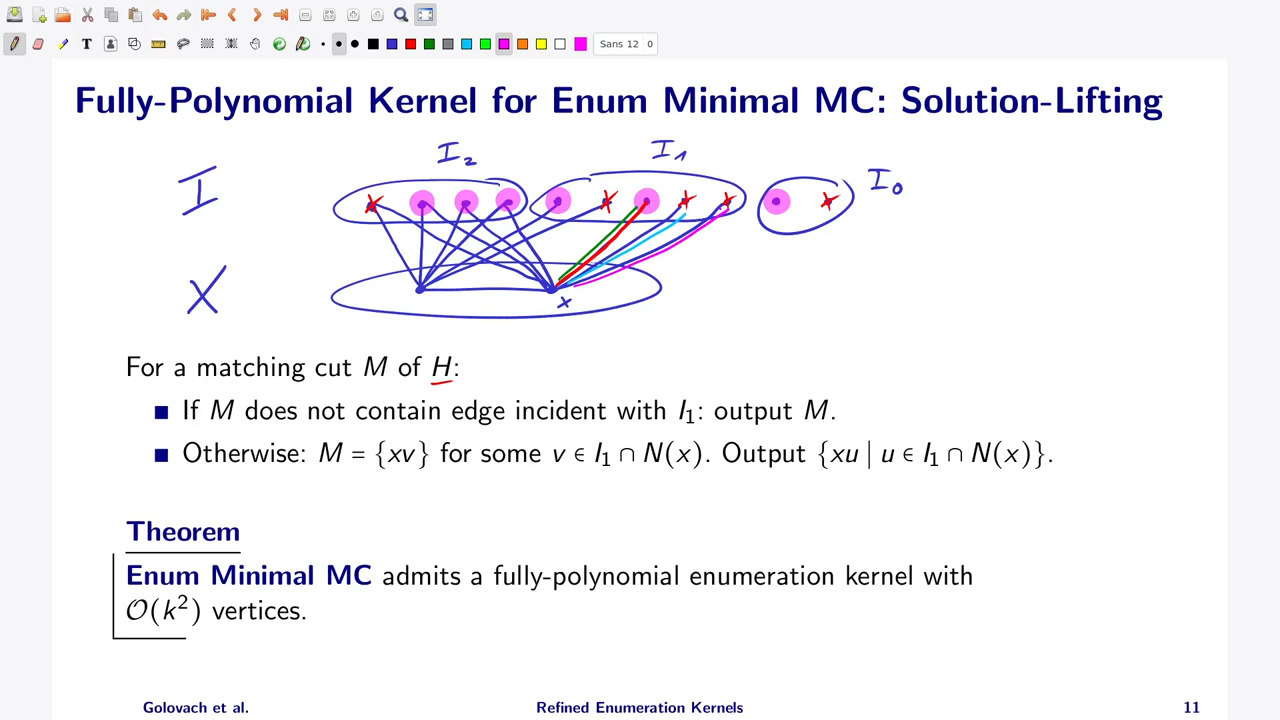 T
Sans 12 0
Fully-Polynomial Kernel for Enum Minimal MC: Solution-Lifting
I₂ I₁ I₀
I
X
x
For a matching cut M of H:
If M does not contain edge incident with I₁: output M.
Otherwise: M = {xv} for some v ∈ I₁ ∩ N(x). Output {xu | u ∈ I₁ ∩ N(x)}.
Theorem
Enum Minimal MC admits a fully-polynomial enumeration kernel with
𝒪(k²) vertices.
Golovach et al. Refined Enumeration Kernels 11